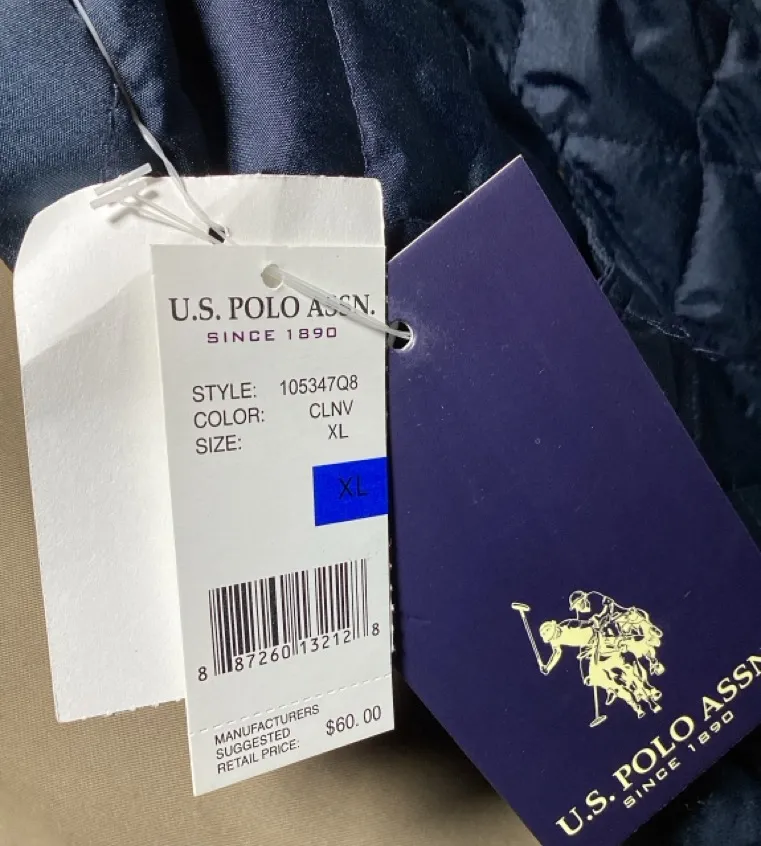 U.S. POLO ASSN.
SINCE 1890
STYLE: 105347Q8
COLOR: CLNV
SIZE: XL
XL
8 87260 13212 8
MANUFACTURERS
SUGGESTED
RETAIL PRICE: $60.00
U.S. POLO ASSN
SINCE 1890